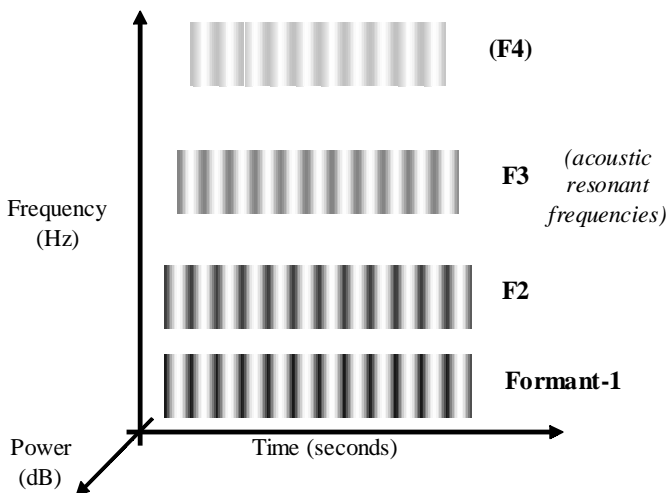 (F4)
F3
(acoustic
resonant
frequencies)
Frequency
(Hz)
F2
Formant-1
Power
(dB)
Time (seconds)